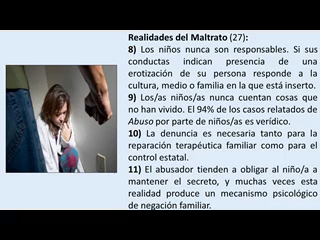 Realidades del Maltrato (27):
8) Los niños nunca son responsables. Si sus
conductas indican presencia de una
erotización de su persona responde a la
cultura, medio o familia en la que está inserto.
9) Los/as niños/as nunca cuentan cosas que
no han vivido. El 94% de los casos relatados de
Abuso por parte de niños/as es verídico.
10) La denuncia es necesaria tanto para la
reparación terapéutica familiar como para el
control estatal.
11) El abusador tienden a obligar al niño/a a
mantener el secreto, y muchas veces esta
realidad produce un mecanismo psicológico
de negación familiar.